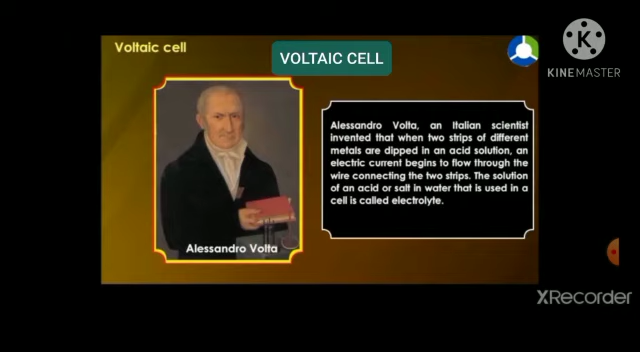 Voltaic cell
VOLTAIC CELL
KINEMASTER
Alessandro Volta, an Italian scientist
invented that when two strips of different
metals are dipped in an acid solution, an
electric current begins to flow through the
wire connecting the two strips. The solution
of an acid or salt in water that is used in a
cell is called electrolyte.
Alessandro Volta
XRecorder